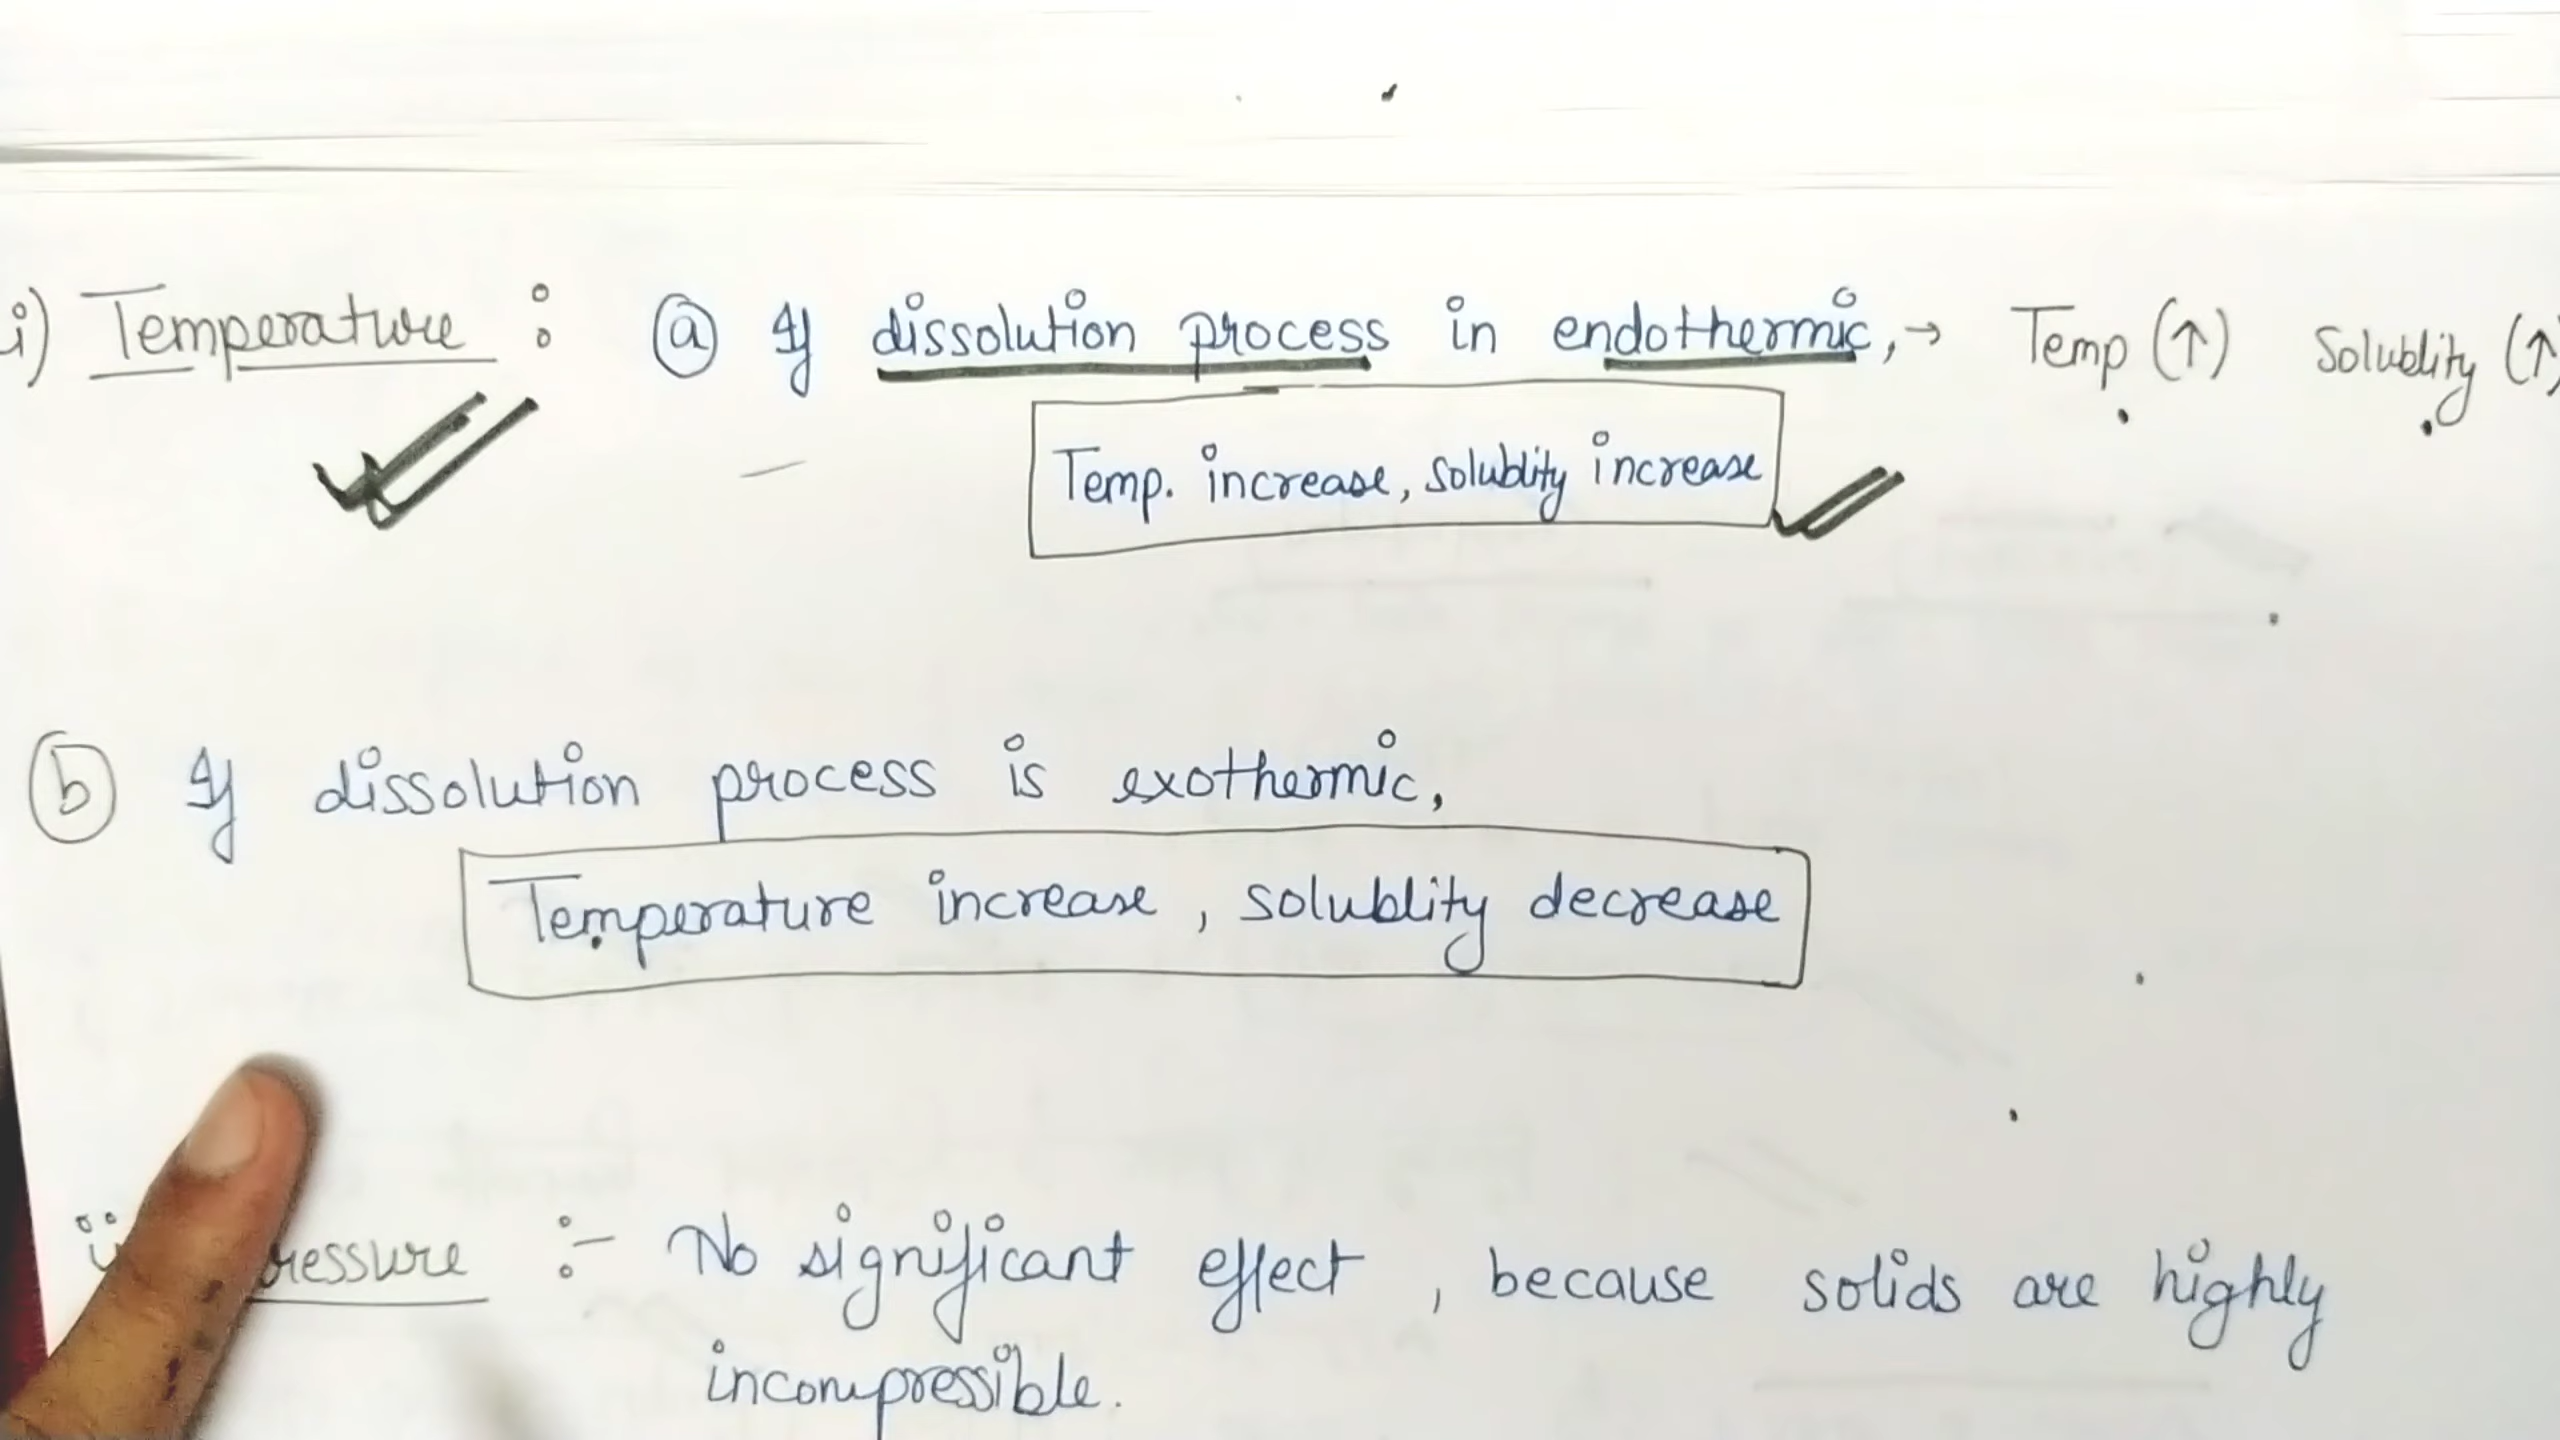 i) Temperature : (a) If dissolution process in endothermic, → Temp (↑) Solublity (↑)
Temp. increase, solublity increase
(b) If dissolution process is exothermic,
Temperature increase, solublity decrease
:- No significant effect, because solids are highly
incompressible.